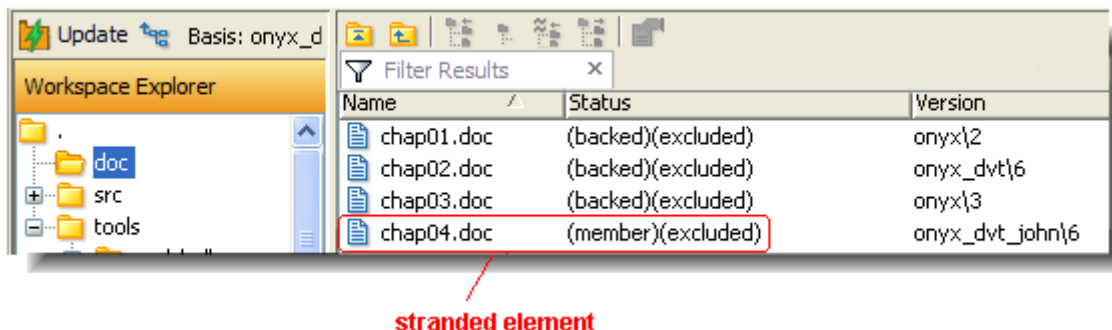 Update Basis: onyx_d
Workspace Explorer
.
doc
src
tools
Filter Results ×
Name Status Version
chap01.doc (backed)(excluded) onyx\2
chap02.doc (backed)(excluded) onyx_dvt\6
chap03.doc (backed)(excluded) onyx\3
chap04.doc (member)(excluded) onyx_dvt_john\6
stranded element